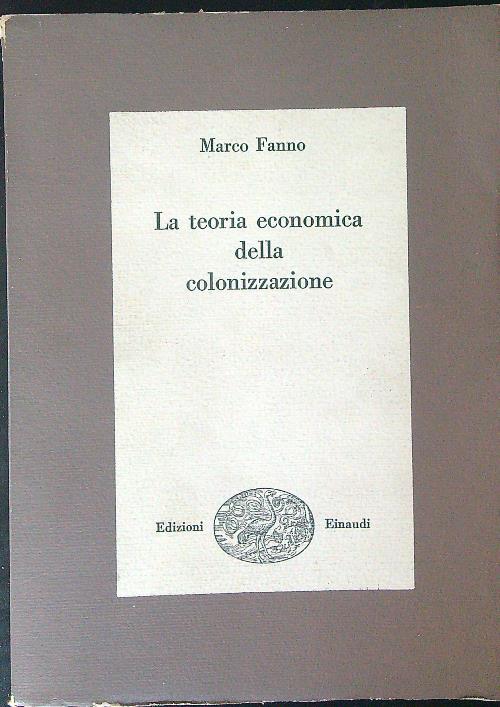 Marco Fanno
La teoria economica
della
colonizzazione
Edizioni Einaudi